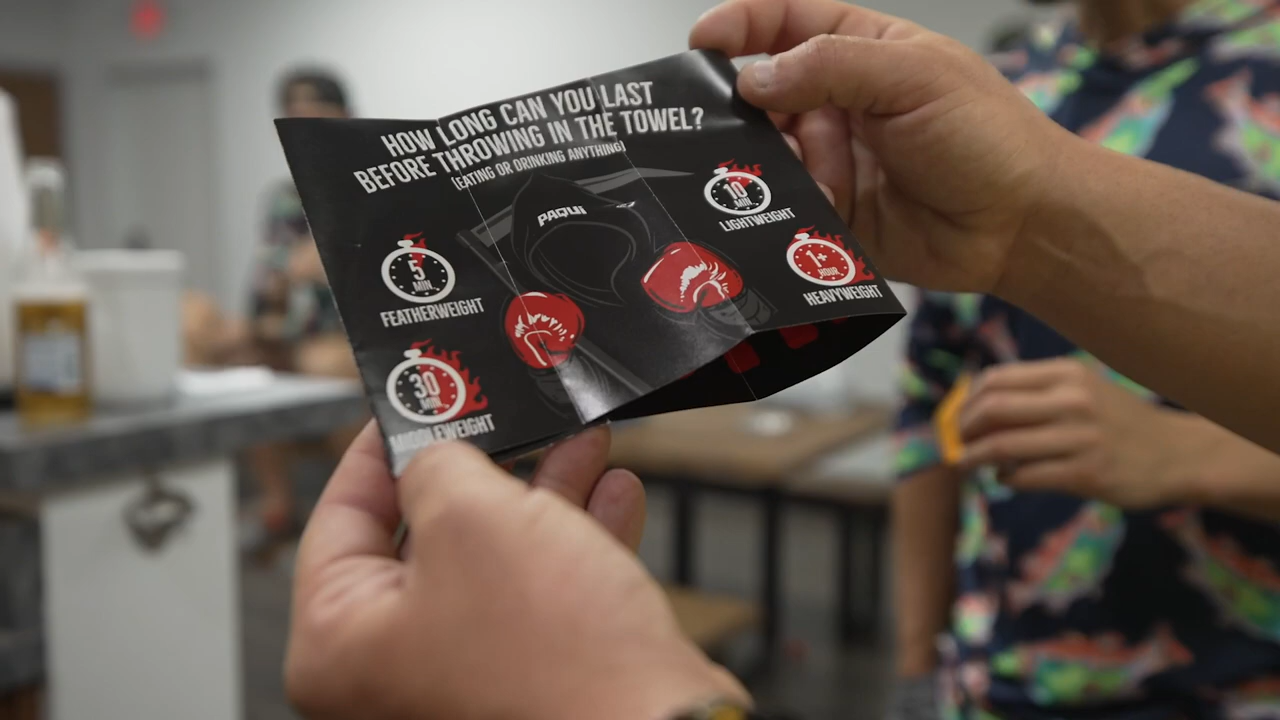 HOW LONG CAN YOU LAST
BEFORE THROWING IN THE TOWEL?
(EATING OR DRINKING ANYTHING)
PAQUI
5
MIN
FEATHERWEIGHT
30
MIN
MIDDLEWEIGHT
10
MIN
LIGHTWEIGHT
1+
HOUR
HEAVYWEIGHT